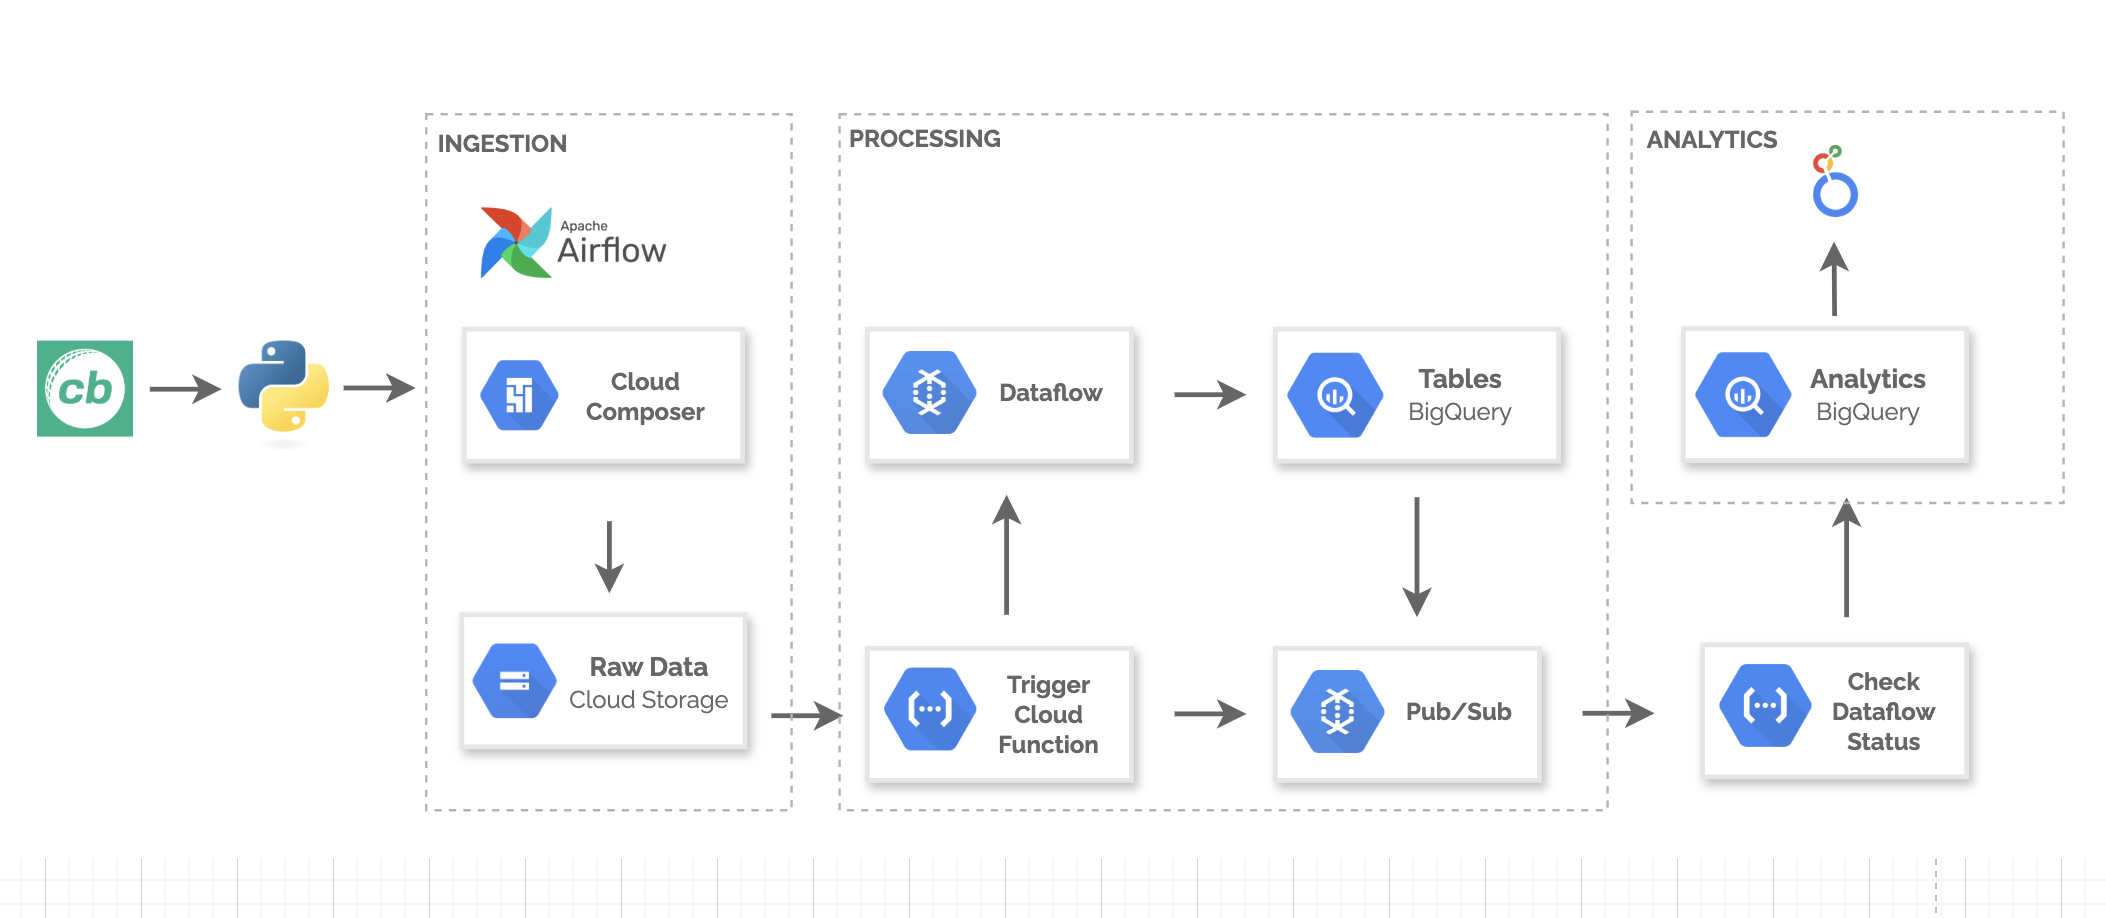 INGESTION
PROCESSING
ANALYTICS
Apache
Airflow
cb
Cloud
Composer
Dataflow
Tables
BigQuery
Analytics
BigQuery
Raw Data
Cloud Storage
Trigger
Cloud
Function
Pub/Sub
Check
Dataflow
Status